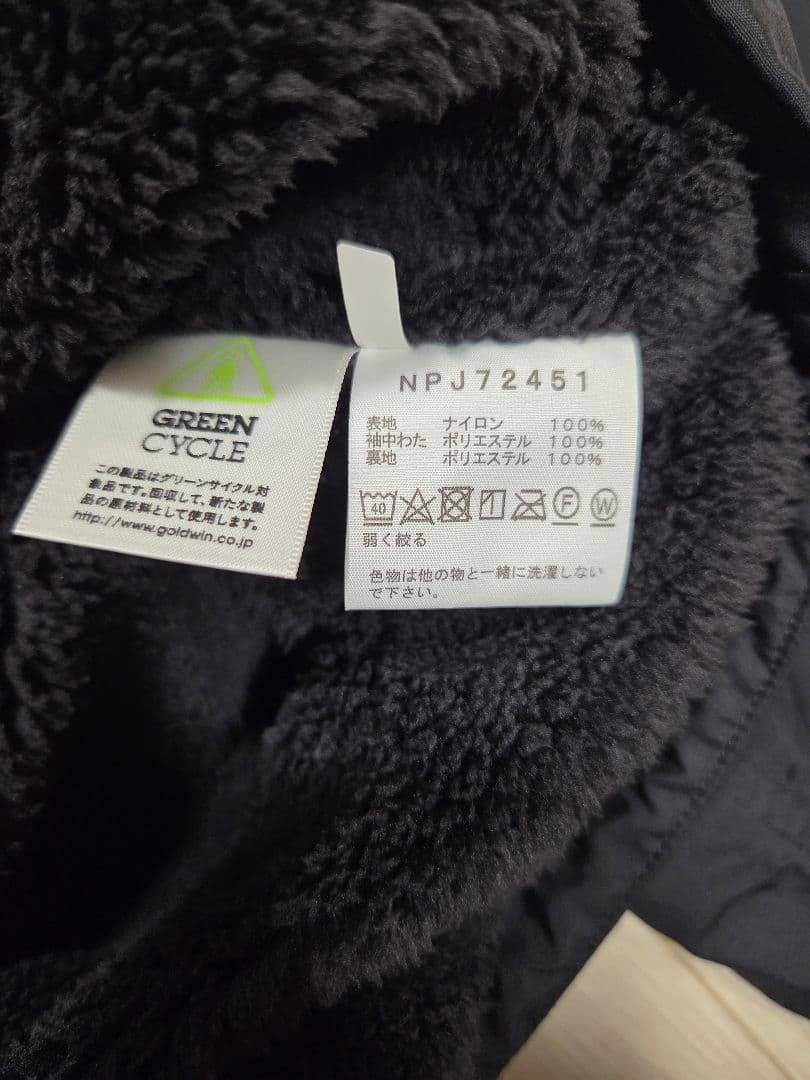 GREEN
CYCLE
この製品はグリーンサイクル対
象品です。回収して、新たな製
品の原材料として使用します。
http://www.goldwin.co.jp
NPJ72451
表地 ナイロン 100%
袖中わた ポリエステル 100%
裏地 ポリエステル 100%
40 F W
弱く絞る
色物は他の物と一緒に洗濯しない
で下さい。